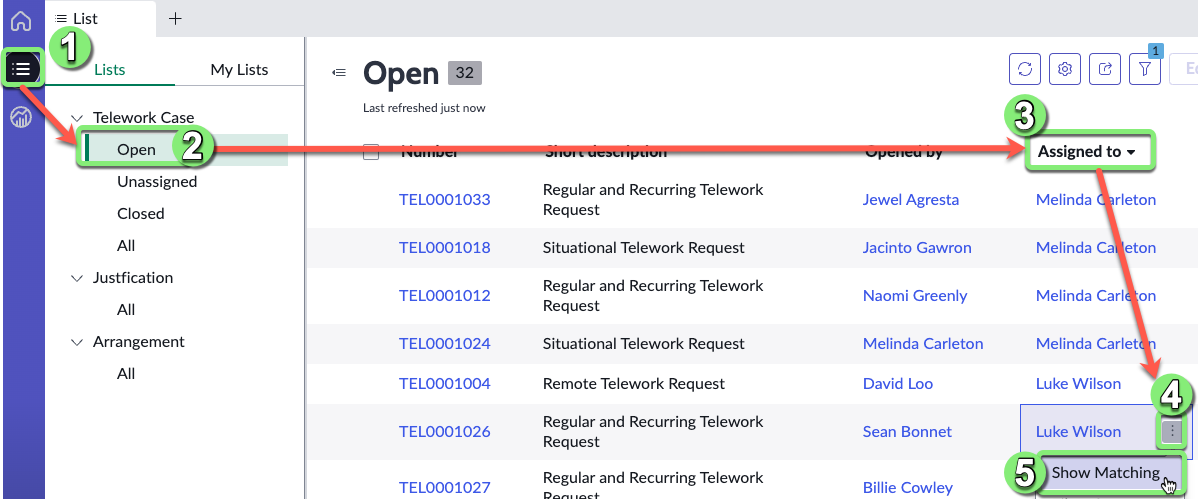 List
+
1
Lists
My Lists
Telework Case
Open
2
Unassigned
Closed
All
Justfication
All
Arrangement
All
Open 32
Last refreshed just now
1
Ed
3
Number Short description Opened by Assigned to
TEL0001033 Regular and Recurring Telework Request Jewel Agresta Melinda Carleton
TEL0001018 Situational Telework Request Jacinto Gawron Melinda Carleton
TEL0001012 Regular and Recurring Telework Request Naomi Greenly Melinda Carleton
TEL0001024 Situational Telework Request Melinda Carleton Melinda Carleton
TEL0001004 Remote Telework Request David Loo Luke Wilson
4
TEL0001026 Regular and Recurring Telework Request Sean Bonnet Luke Wilson
5
Show Matching
TEL0001027 Regular and Recurring Telework Request Billie Cowley